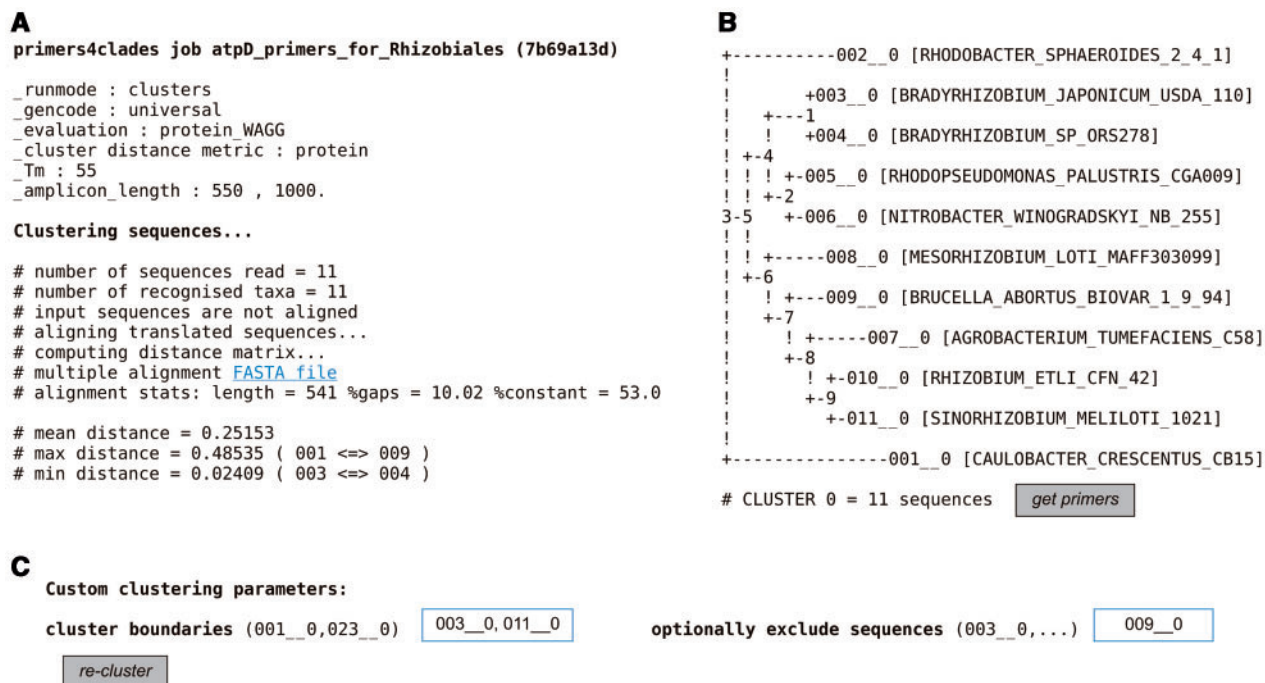 A
primers4clades job atpD_primers_for_Rhizobiales (7b69a13d)
_runmode : clusters
_gencode : universal
_evaluation : protein_WAGG
_cluster distance metric : protein
_Tm : 55
_amplicon_length : 550 , 1000.
Clustering sequences...
# number of sequences read = 11
# number of recognised taxa = 11
# input sequences are not aligned
# aligning translated sequences...
# computing distance matrix...
# multiple alignment FASTA file
# alignment stats: length = 541 %gaps = 10.02 %constant = 53.0
# mean distance = 0.25153
# max distance = 0.48535 ( 001 <=> 009 )
# min distance = 0.02409 ( 003 <=> 004 )
B
+----------002__0 [RHODOBACTER_SPHAEROIDES_2_4_1]
!
!      +003__0 [BRADYRHIZOBIUM_JAPONICUM_USDA_110]
!   +---1
!   !  +004__0 [BRADYRHIZOBIUM_SP_ORS278]
! +-4
! ! ! +-005__0 [RHODOPSEUDOMONAS_PALUSTRIS_CGA009]
! ! +-2
3-5   +-006__0 [NITROBACTER_WINOGRADSKYI_NB_255]
! !
! ! +-----008__0 [MESORHIZOBIUM_LOTI_MAFF303099]
! +-6
!   ! +---009__0 [BRUCELLA_ABORTUS_BIOVAR_1_9_94]
!   +-7
!     ! +-----007__0 [AGROBACTERIUM_TUMEFACIENS_C58]
!     +-8
!       ! +-010__0 [RHIZOBIUM_ETLI_CFN_42]
!       +-9
!         +-011__0 [SINORHIZOBIUM_MELILOTI_1021]
!
+---------------001__0 [CAULOBACTER_CRESCENTUS_CB15]
# CLUSTER 0 = 11 sequences get primers
C
Custom clustering parameters:
cluster boundaries (001__0,023__0) 003__0, 011__0 optionally exclude sequences (003__0,...) 009__0
re-cluster